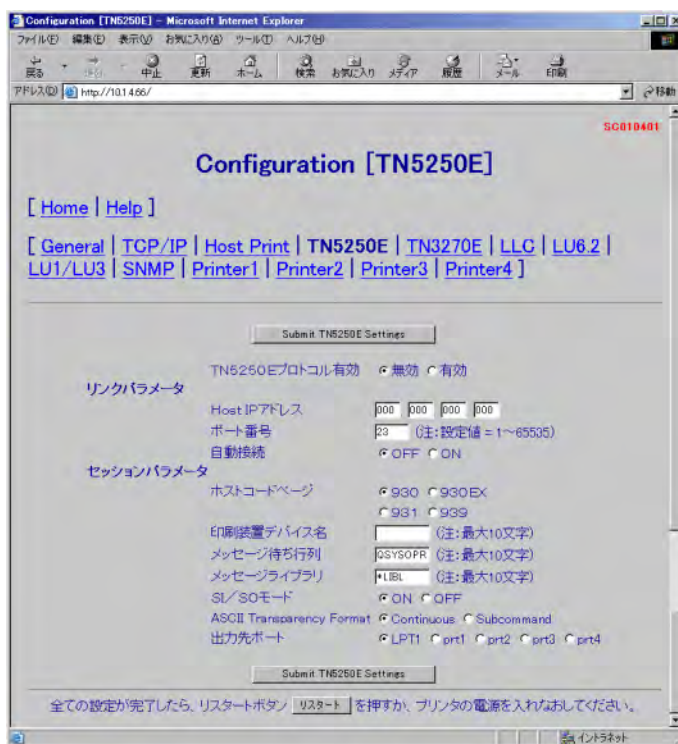 Configuration [TN5250E] - Microsoft Internet Explorer
ファイル(F) 編集(E) 表示(V) お気に入り(A) ツール(T) ヘルプ(H)
戻る 中止 更新 ホーム 検索 お気に入り メディア 履歴 メール 印刷
アドレス(D) http://10.1.4.66/ 移動
SC010401
Configuration [TN5250E]
[ Home | Help ]
[ General | TCP/IP | Host Print | TN5250E | TN3270E | LLC | LU6.2 |
LU1/LU3 | SNMP | Printer1 | Printer2 | Printer3 | Printer4 ]
Submit TN5250E Settings
TN5250Eプロトコル有効 無効 有効
リンクパラメータ
Host IPアドレス 000 000 000 000
ポート番号 23 (注:設定値 = 1～65535)
自動接続 OFF ON
セッションパラメータ
ホストコードページ 930 930EX
931 939
印刷装置デバイス名 (注:最大10文字)
メッセージ待ち行列 QSYSOPR (注:最大10文字)
メッセージライブラリ *LIBL (注:最大10文字)
SI/SOモード ON OFF
ASCII Transparency Format Continuous Subcommand
出力先ポート LPT1 prt1 prt2 prt3 prt4
Submit TN5250E Settings
全ての設定が完了したら、リスタートボタン リスタート を押すか、プリンタの電源を入れなおしてください。
イントラネット